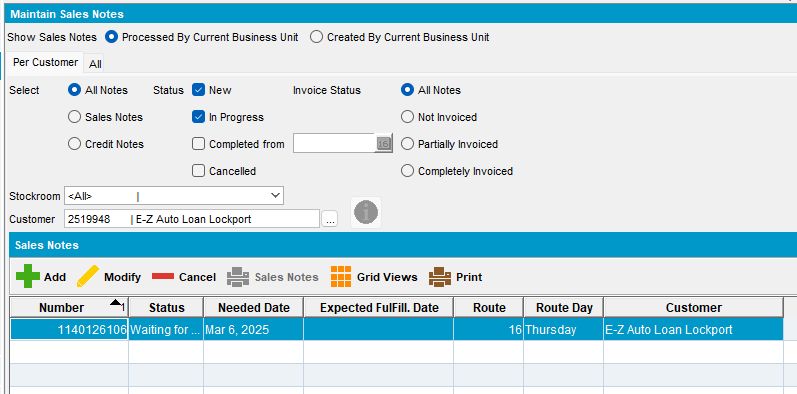 Maintain Sales Notes
Show Sales Notes Processed By Current Business Unit Created By Current Business Unit
Per Customer All
Select All Notes Status New Invoice Status All Notes
Sales Notes In Progress Not Invoiced
Credit Notes Completed from 16 Partially Invoiced
Cancelled Completely Invoiced
Stockroom <All> |
Customer 2519948 | E-Z Auto Loan Lockport ...
Sales Notes
Add Modify Cancel Sales Notes Grid Views Print
Number 1 Status Needed Date Expected FulFill. Date Route Route Day Customer
1140126106 Waiting for ... Mar 6, 2025 16 Thursday E-Z Auto Loan Lockport